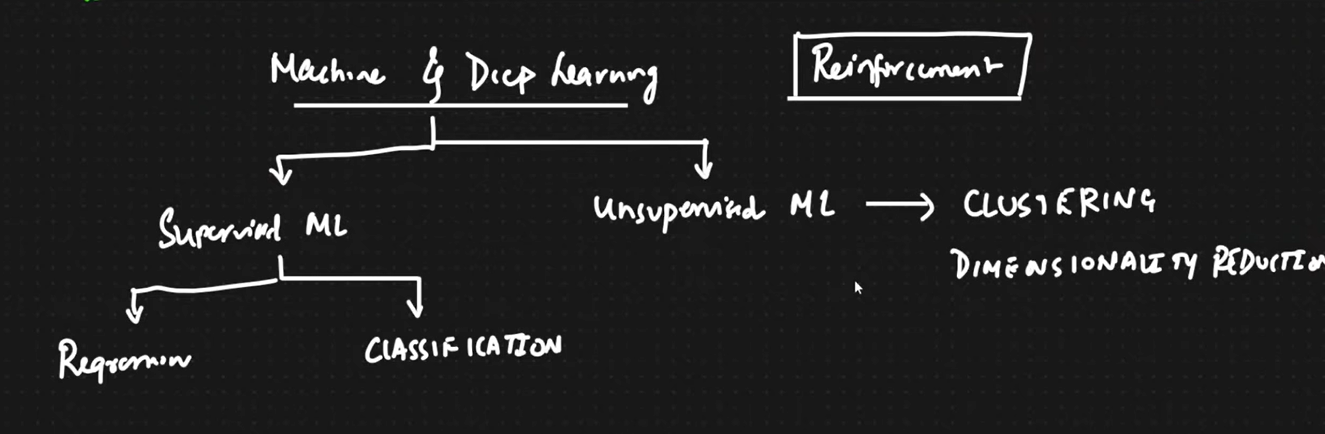 Machine & Deep Learning
Reinforcement
Supervised ML
Unsupervised ML → CLUSTERING
DIMENSIONALITY REDUCTION
Regression
CLASSIFICATION